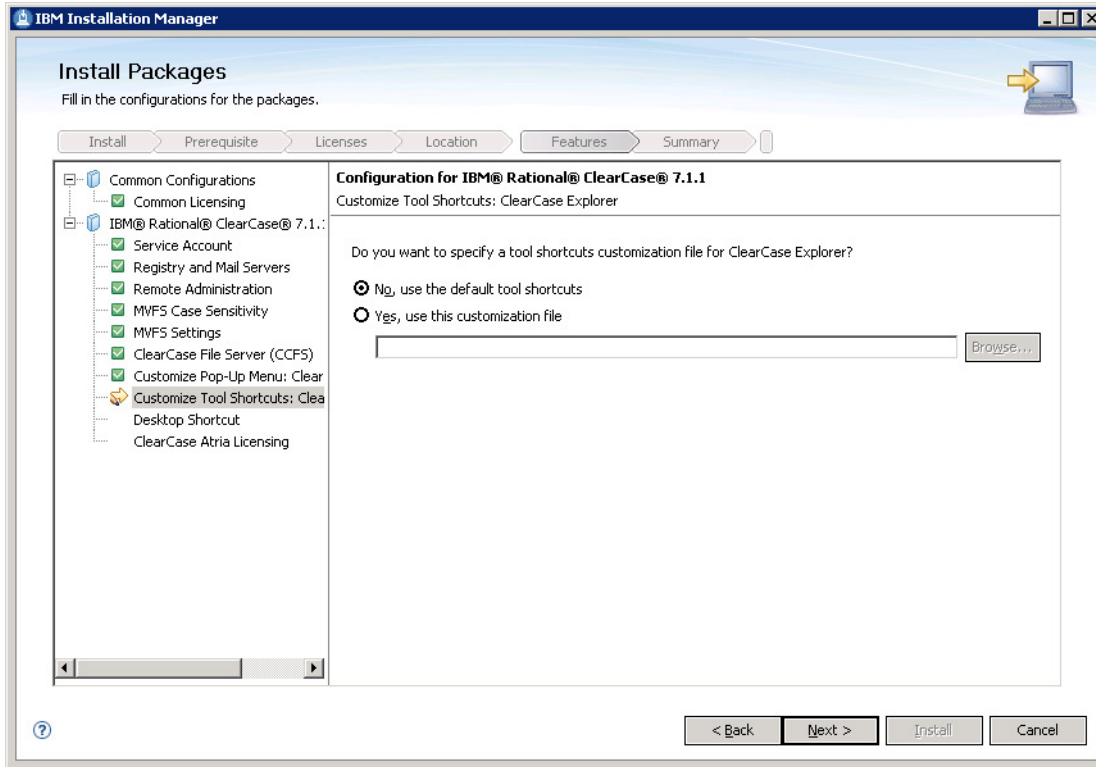 IBM Installation Manager
Install Packages
Fill in the configurations for the packages.
Install
Prerequisite
Licenses
Location
Features
Summary
Common Configurations
Common Licensing
IBM® Rational® ClearCase® 7.1.:
Service Account
Registry and Mail Servers
Remote Administration
MVFS Case Sensitivity
MVFS Settings
ClearCase File Server (CCFS)
Customize Pop-Up Menu: Clear
Customize Tool Shortcuts: Clea
Desktop Shortcut
ClearCase Atria Licensing
Configuration for IBM® Rational® ClearCase® 7.1.1
Customize Tool Shortcuts: ClearCase Explorer
Do you want to specify a tool shortcuts customization file for ClearCase Explorer?
No, use the default tool shortcuts
Yes, use this customization file
Browse...
?
< Back
Next >
Install
Cancel